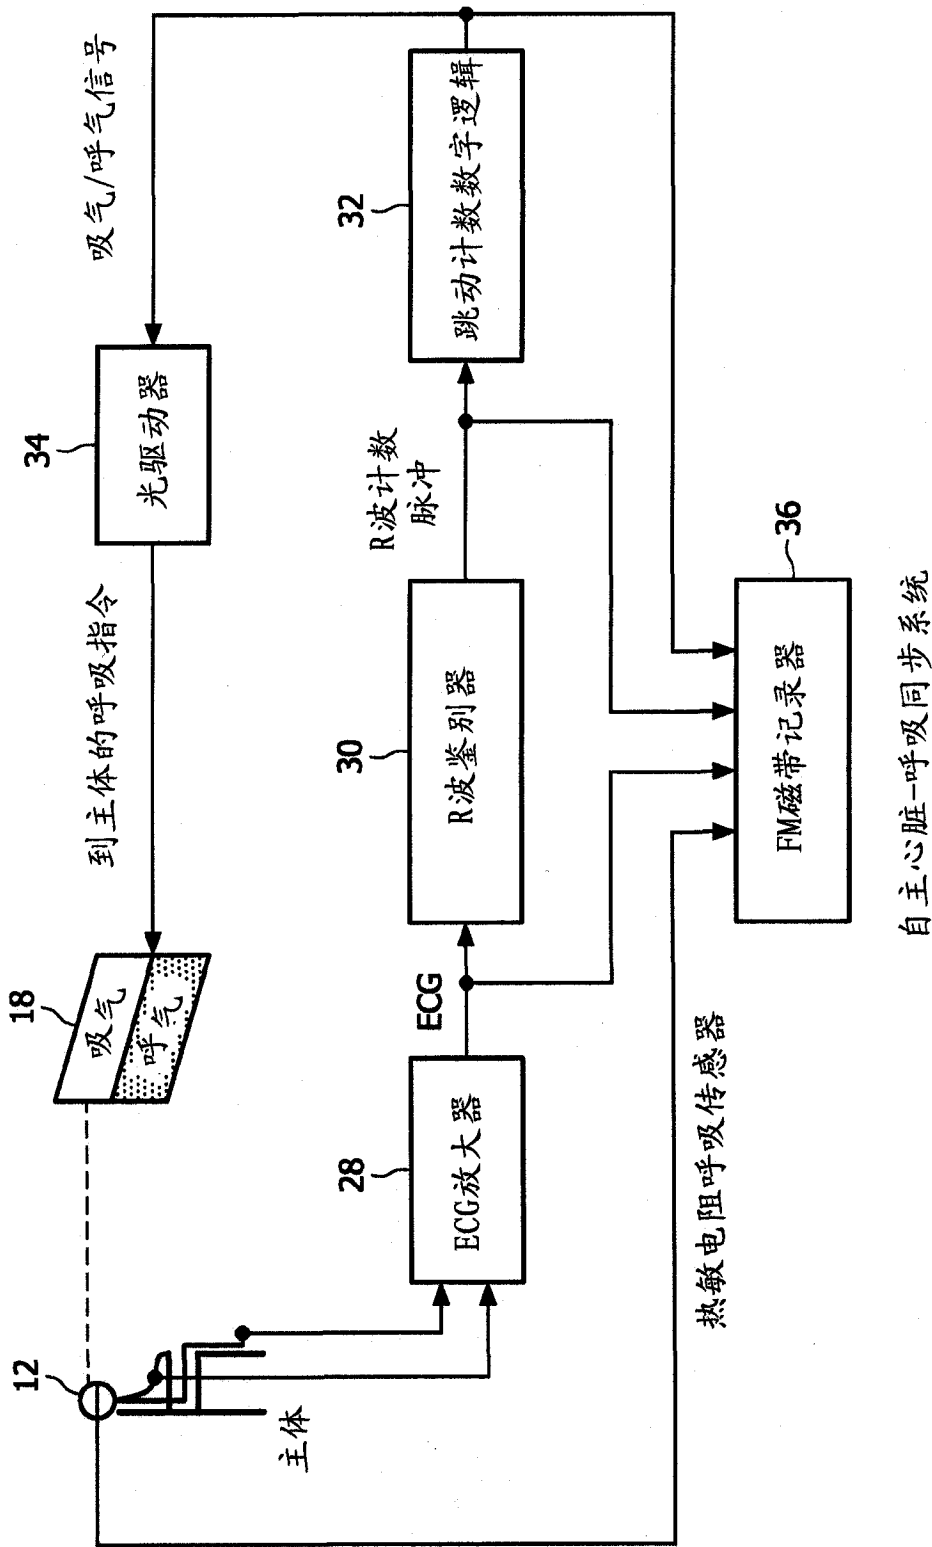 12
主体
18
吸气
呼气
到主体的呼吸指令
34
光驱动器
吸气/呼气信号
28
ECG放大器
ECG
30
R波鉴别器
R波计数
脉冲
32
跳动计数数字逻辑
热敏电阻呼吸传感器
36
FM磁带记录器
自主心脏-呼吸同步系统